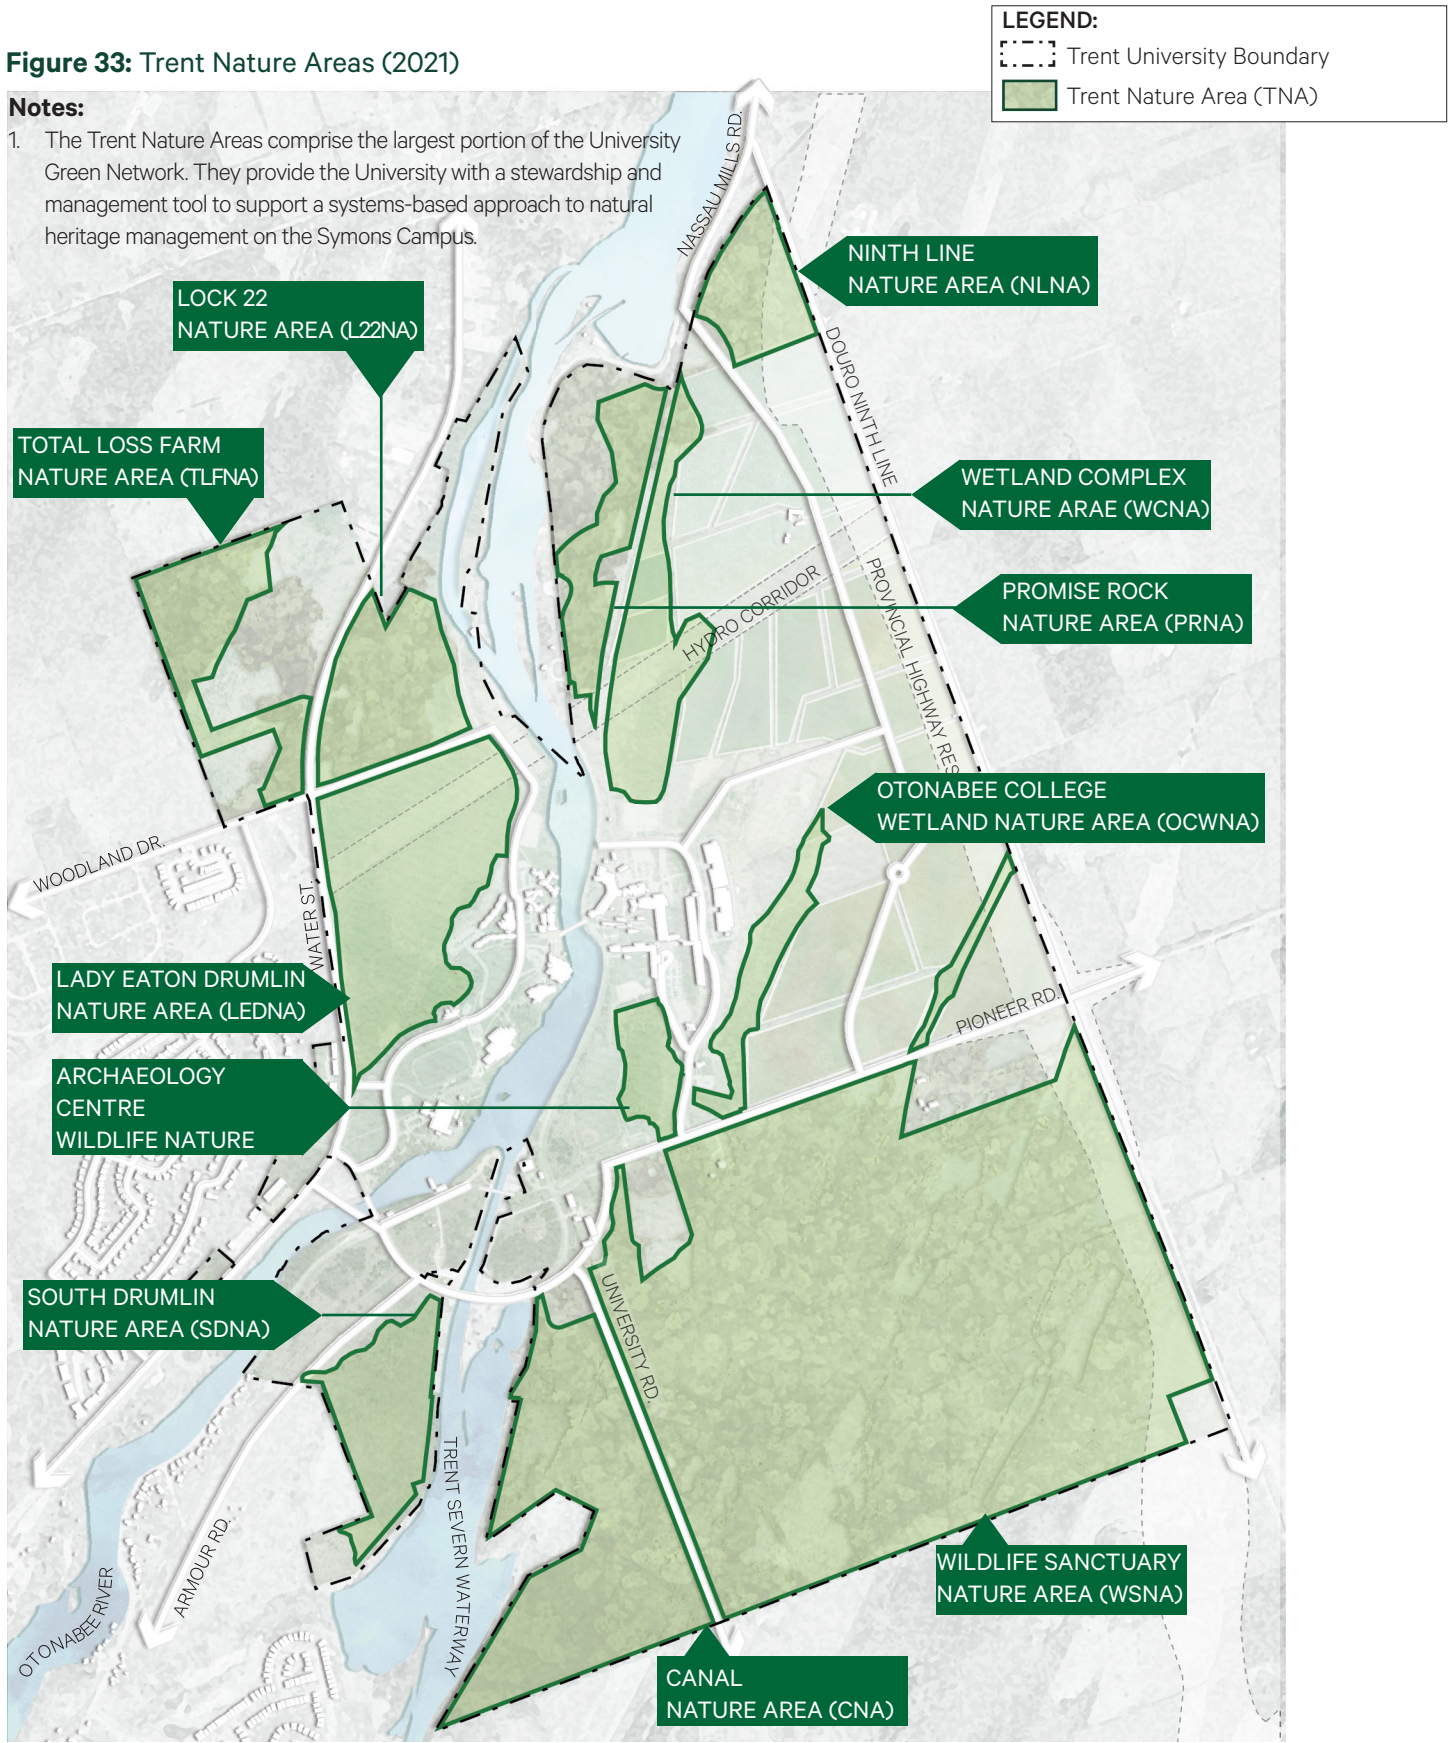 LEGEND:
Trent University Boundary
Trent Nature Area (TNA)
Figure 33: Trent Nature Areas (2021)
Notes:
1. The Trent Nature Areas comprise the largest portion of the University
Green Network. They provide the University with a stewardship and
management tool to support a systems-based approach to natural
heritage management on the Symons Campus.
NASSAU MILLS RD.
NINTH LINE
NATURE AREA (NLNA)
LOCK 22
NATURE AREA (L22NA)
DOURO NINTH LINE
TOTAL LOSS FARM
NATURE AREA (TLFNA)
WETLAND COMPLEX
NATURE ARAE (WCNA)
HYDRO CORRIDOR
PROVINCIAL HIGHWAY RES
PROMISE ROCK
NATURE AREA (PRNA)
OTONABEE COLLEGE
WETLAND NATURE AREA (OCWNA)
WOODLAND DR.
WATER ST.
LADY EATON DRUMLIN
NATURE AREA (LEDNA)
PIONEER RD.
ARCHAEOLOGY
CENTRE
WILDLIFE NATURE
SOUTH DRUMLIN
NATURE AREA (SDNA)
UNIVERSITY RD.
TRENT SEVERN WATERWAY
ARMOUR RD.
OTONABEE RIVER
WILDLIFE SANCTUARY
NATURE AREA (WSNA)
CANAL
NATURE AREA (CNA)